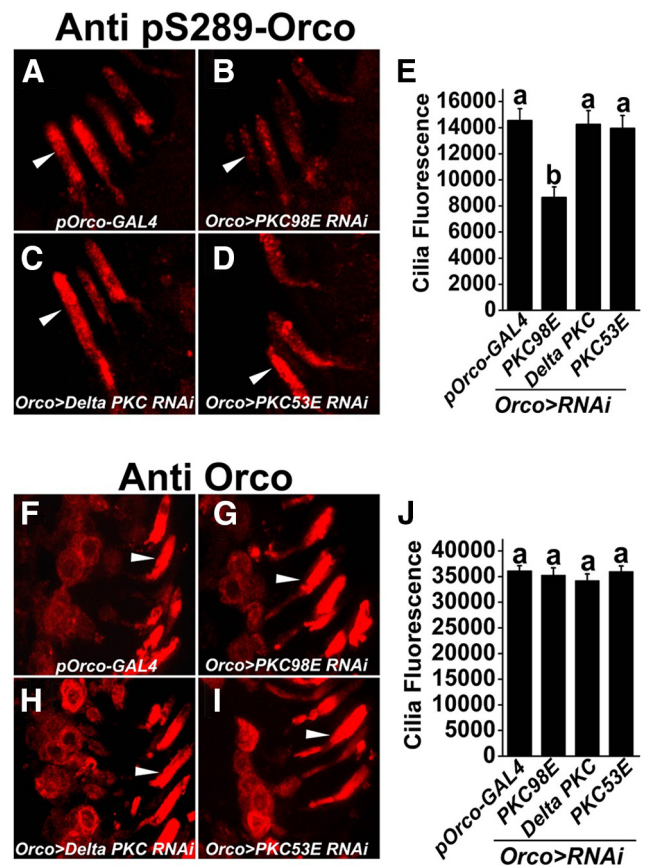 Anti pS289-Orco
A
pOrco-GAL4
B
Orco>PKC98E RNAi
C
Orco>Delta PKC RNAi
D
Orco>PKC53E RNAi
E
Cilia Fluorescence
16000
14000
12000
10000
8000
6000
4000
2000
0
a
b
a
a
pOrco-GAL4
PKC98E
Delta PKC
PKC53E
Orco>RNAi
Anti Orco
F
pOrco-GAL4
G
Orco>PKC98E RNAi
H
Orco>Delta PKC RNAi
I
Orco>PKC53E RNAi
J
Cilia Fluorescence
40000
35000
30000
25000
20000
15000
10000
5000
0
a
a
a
a
pOrco-GAL4
PKC98E
Delta PKC
PKC53E
Orco>RNAi